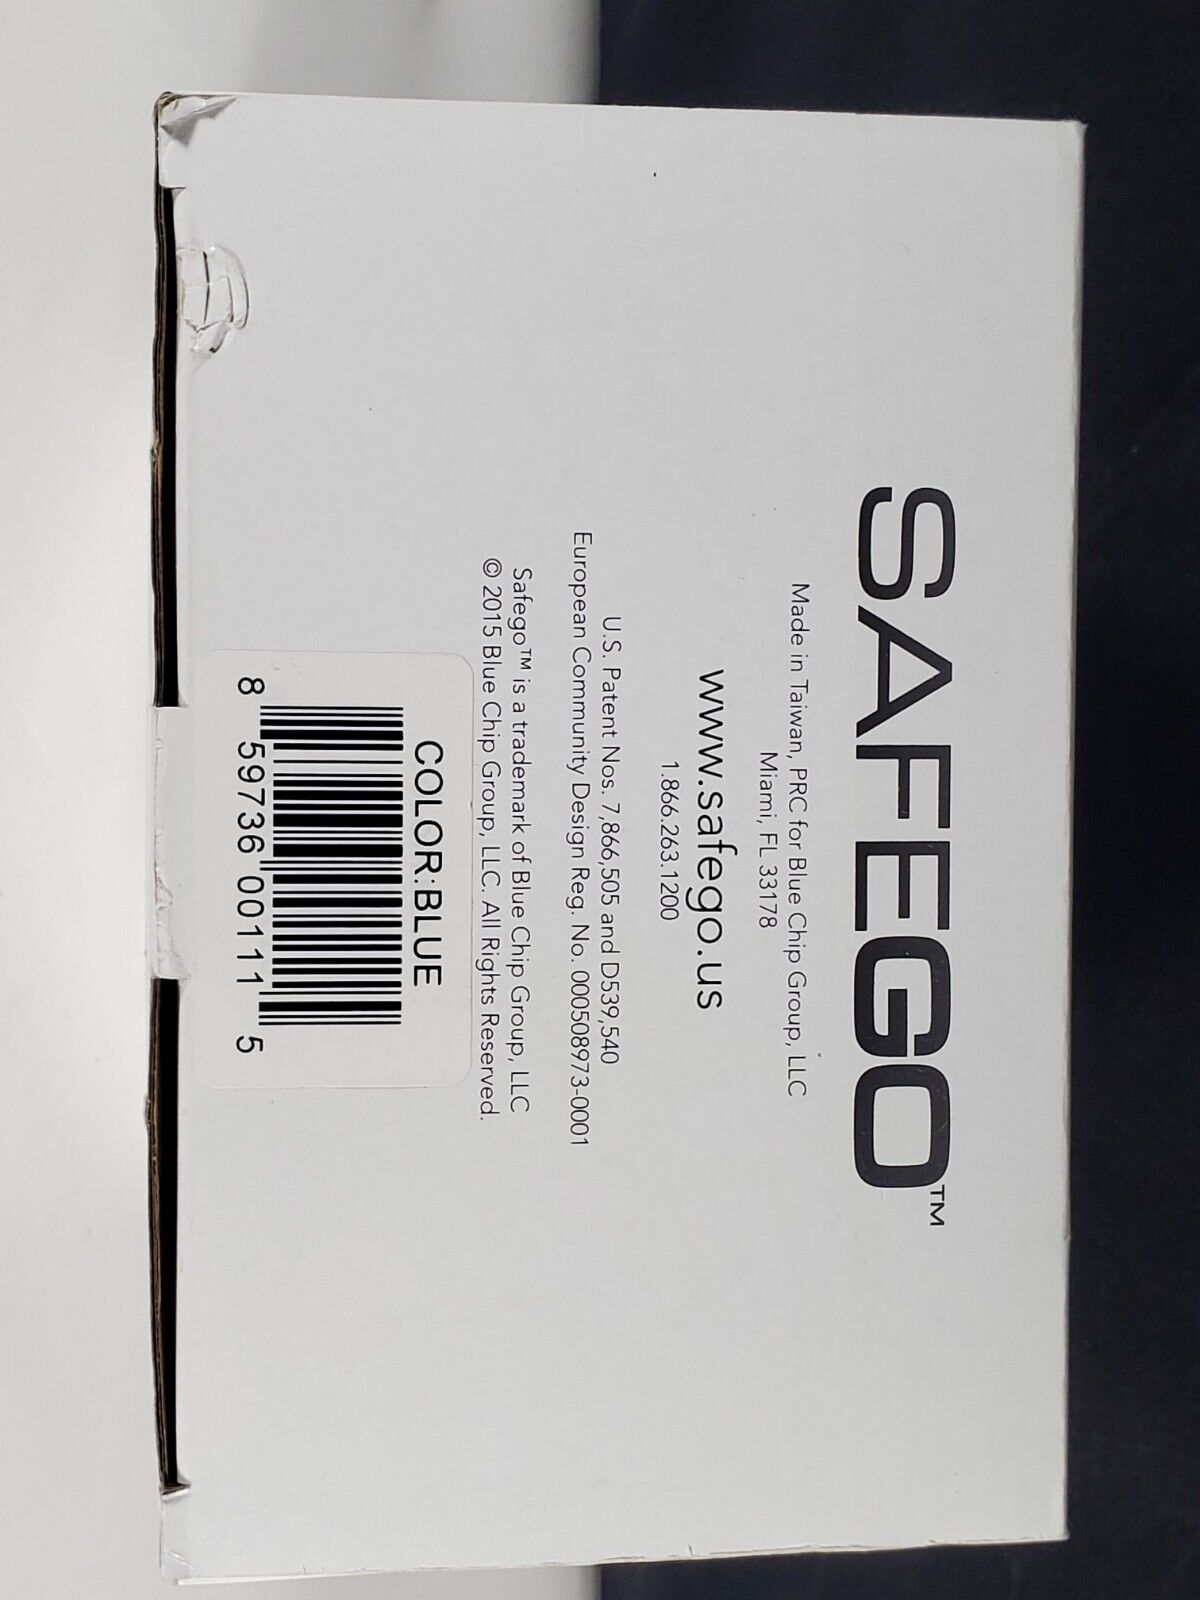 SAFEGO™
Made in Taiwan, PRC for Blue Chip Group, LLC
Miami, FL 33178
www.safego.us
1.866.263.1200
U.S. Patent Nos. 7,866,505 and D539,540
European Community Design Reg. No. 000508973-0001
Safego™ is a trademark of Blue Chip Group, LLC
© 2015 Blue Chip Group, LLC. All Rights Reserved.
COLOR:BLUE
8 59736 00111 5